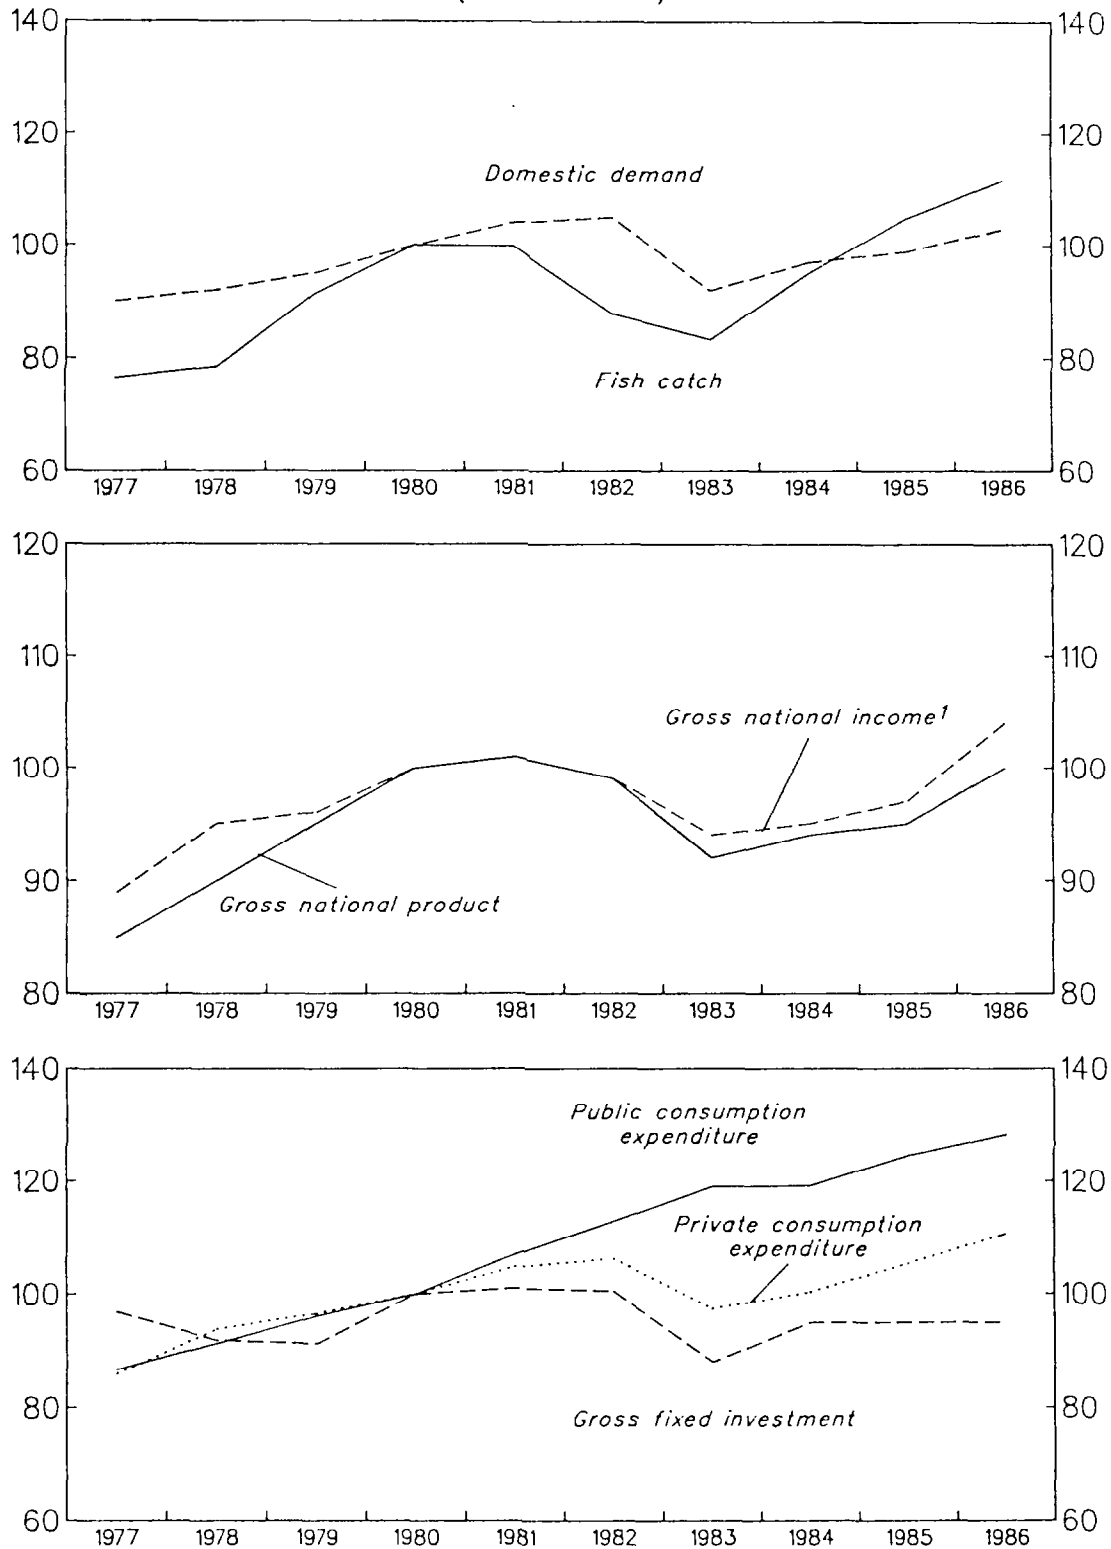 140 140
120 120
Domestic demand
100 100
80 80
Fish catch
60 60
1977 1978 1979 1980 1981 1982 1983 1984 1985 1986
120 120
110 110
Gross national income1
100 100
90 90
Gross national product
80 80
1977 1978 1979 1980 1981 1982 1983 1984 1985 1986
140 140
Public consumption
expenditure
120 120
Private consumption
expenditure
100 100
80 80
Gross fixed investment
60 60
1977 1978 1979 1980 1981 1982 1983 1984 1985 1986